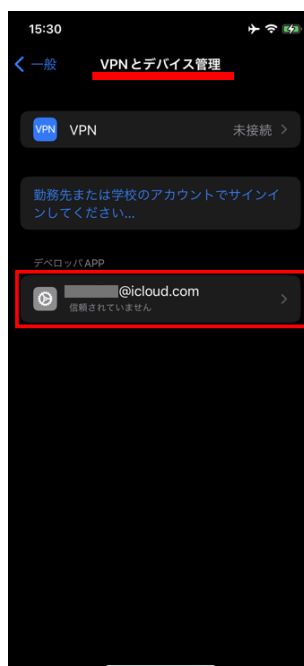 15:30
一般
VPNとデバイス管理
VPN VPN 未接続
勤務先または学校のアカウントでサインイ
ンしてください...
デベロッパ APP
@icloud.com
信頼されていません